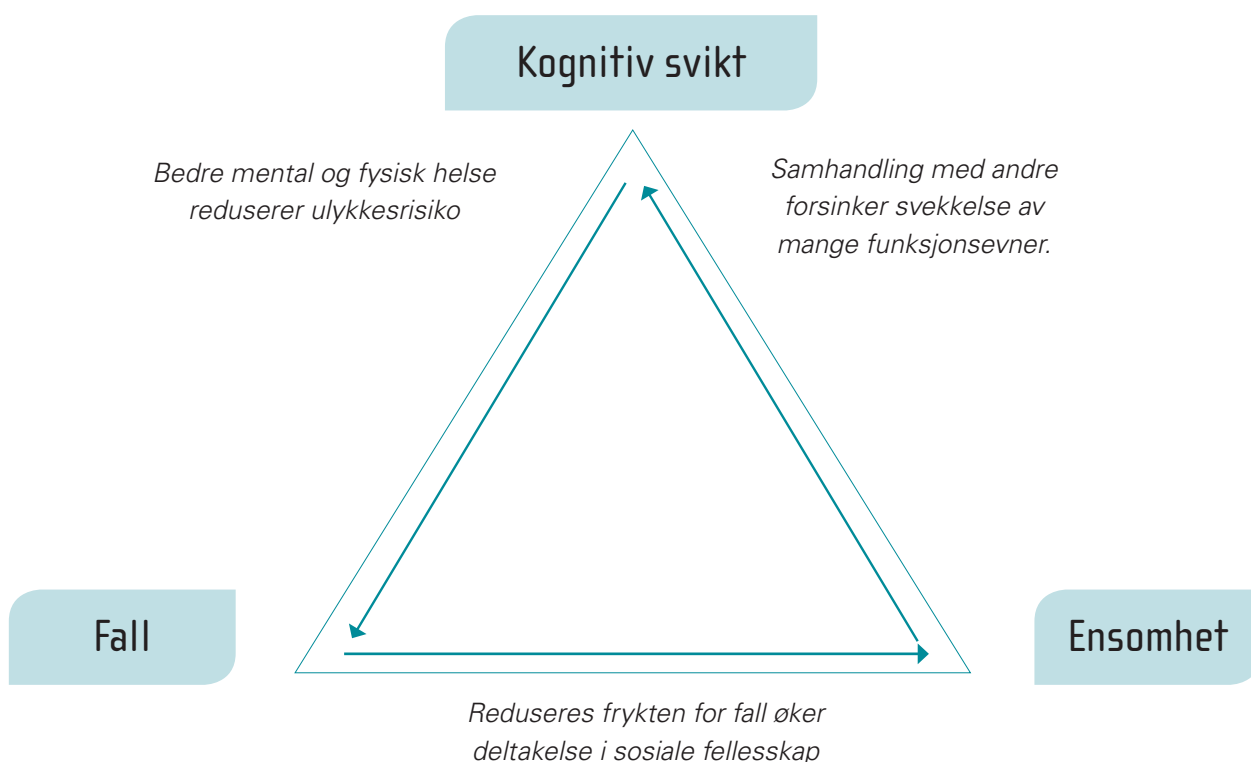 Kognitiv svikt
Bedre mental og fysisk helse
reduserer ulykkesrisiko
Samhandling med andre
forsinker svekkelse av
mange funksjonsevner.
Fall
Ensomhet
Reduseres frykten for fall øker
deltakelse i sosiale fellesskap